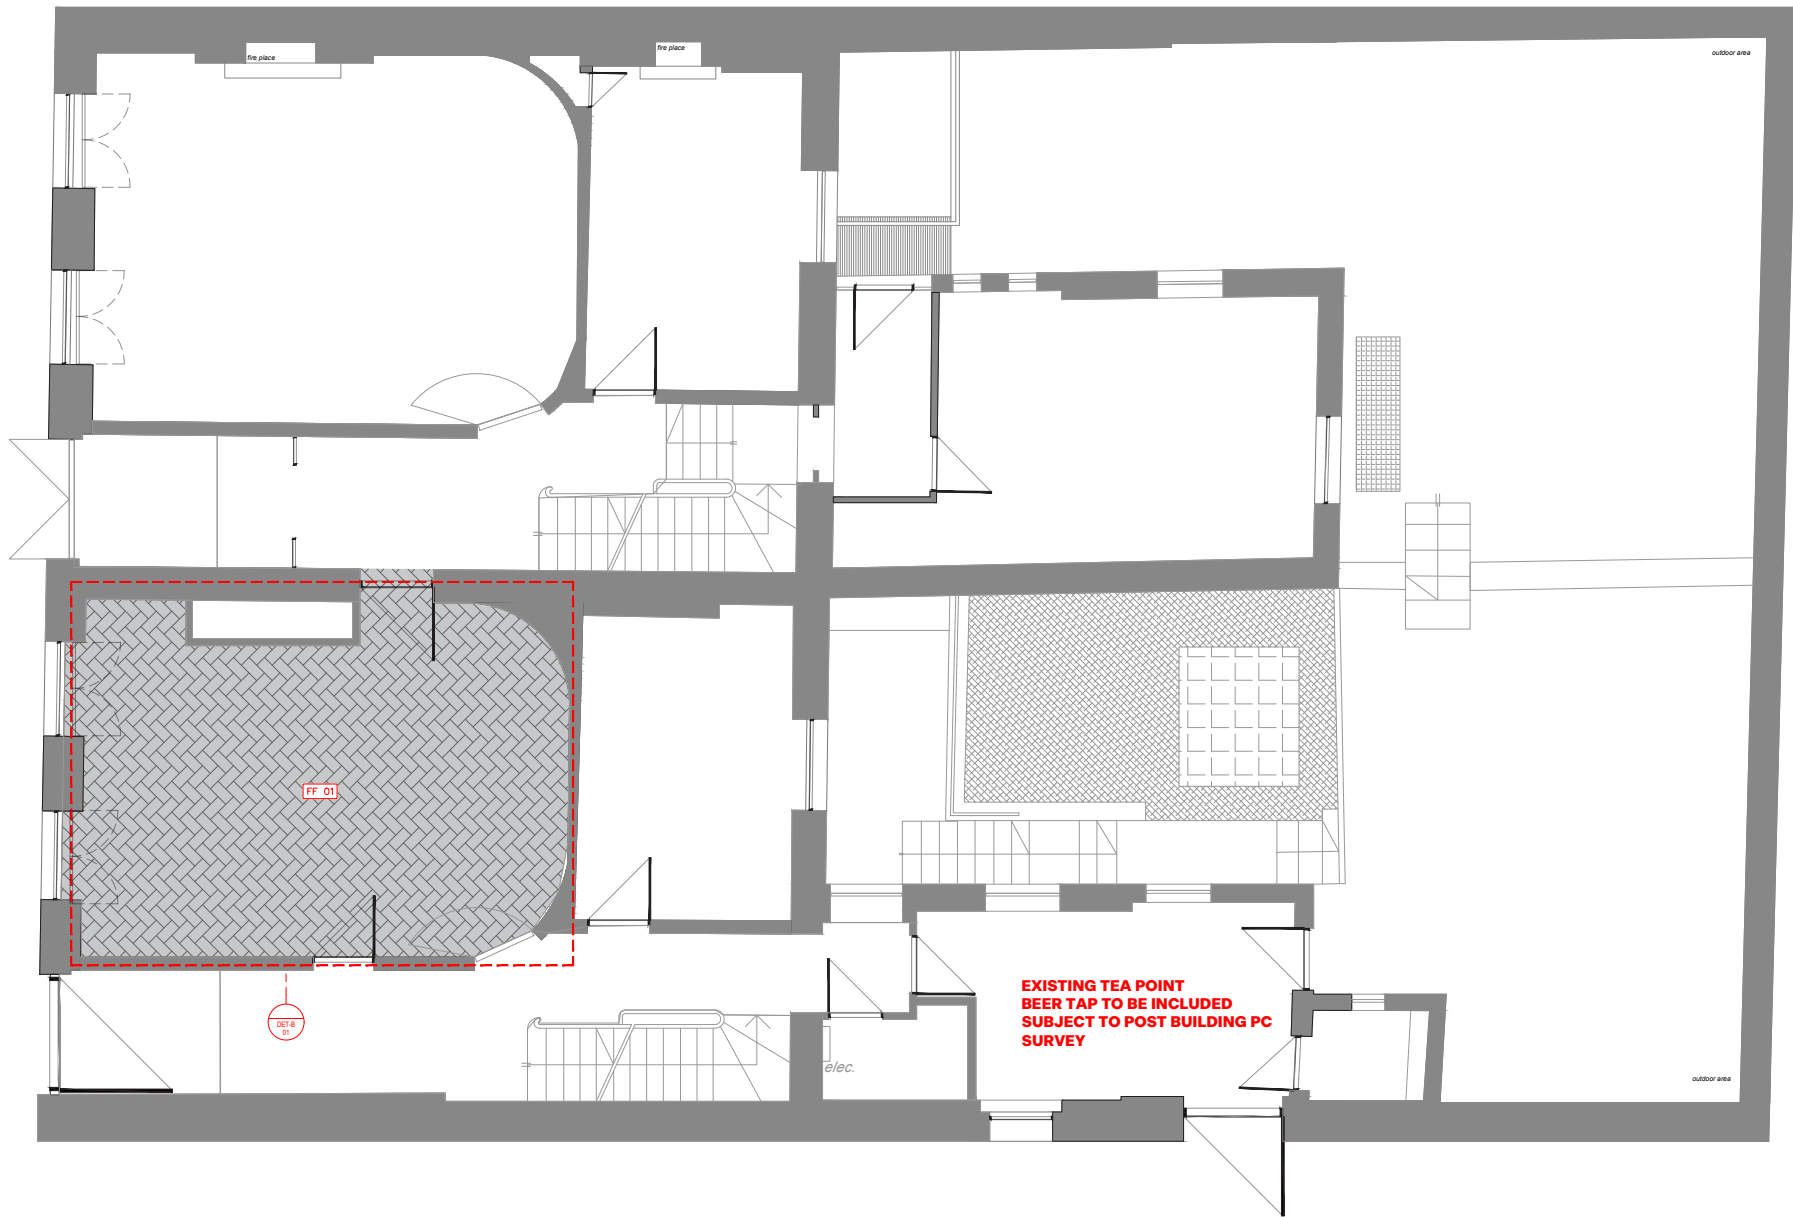 fire place
fire place
outdoor area
FF 01
DET-B
01
EXISTING TEA POINT
BEER TAP TO BE INCLUDED
SUBJECT TO POST BUILDING PC
SURVEY
elec.
outdoor area